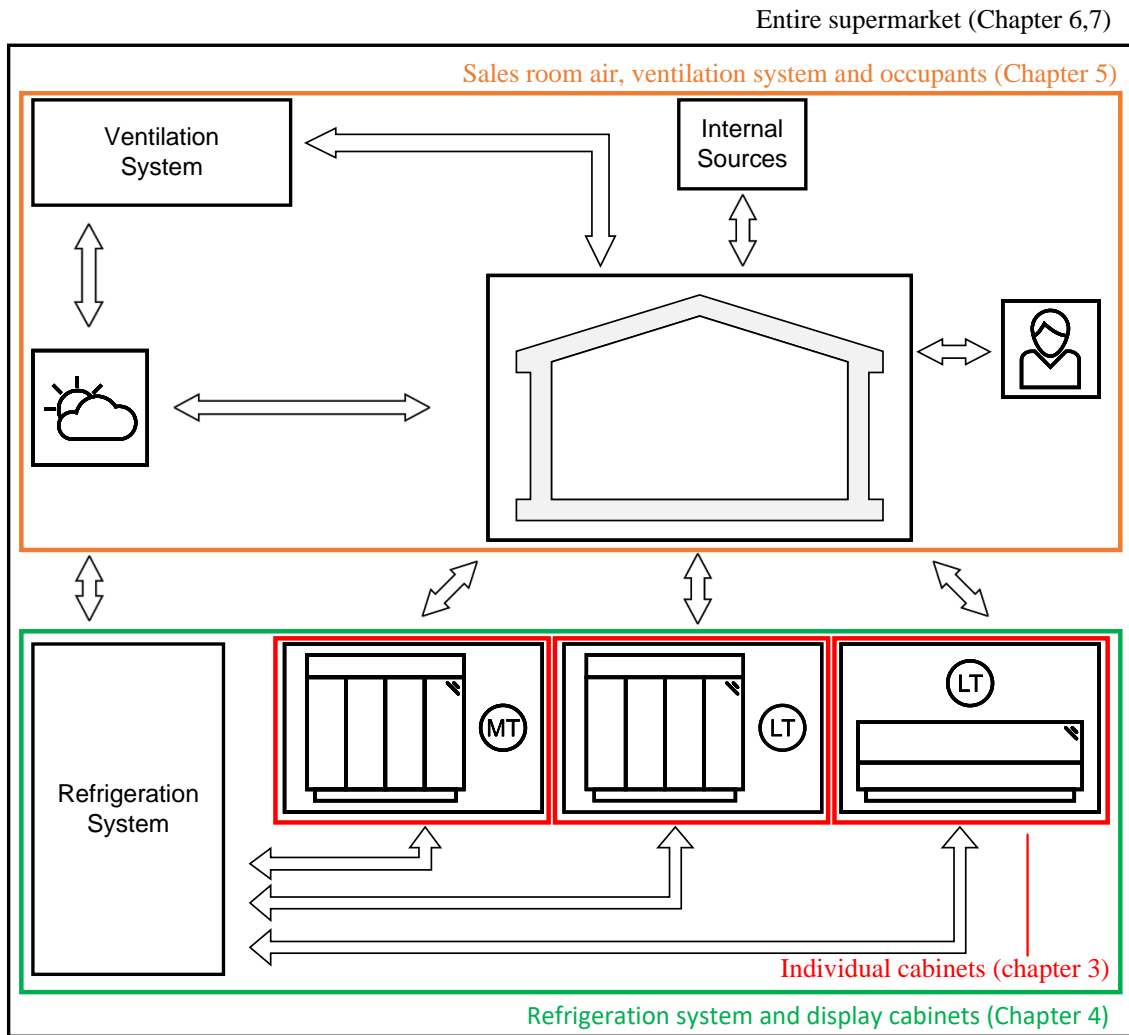 Entire supermarket (Chapter 6,7)
Sales room air, ventilation system and occupants (Chapter 5)
Ventilation
System
Internal
Sources
MT
LT
LT
Refrigeration
System
Individual cabinets (chapter 3)
Refrigeration system and display cabinets (Chapter 4)